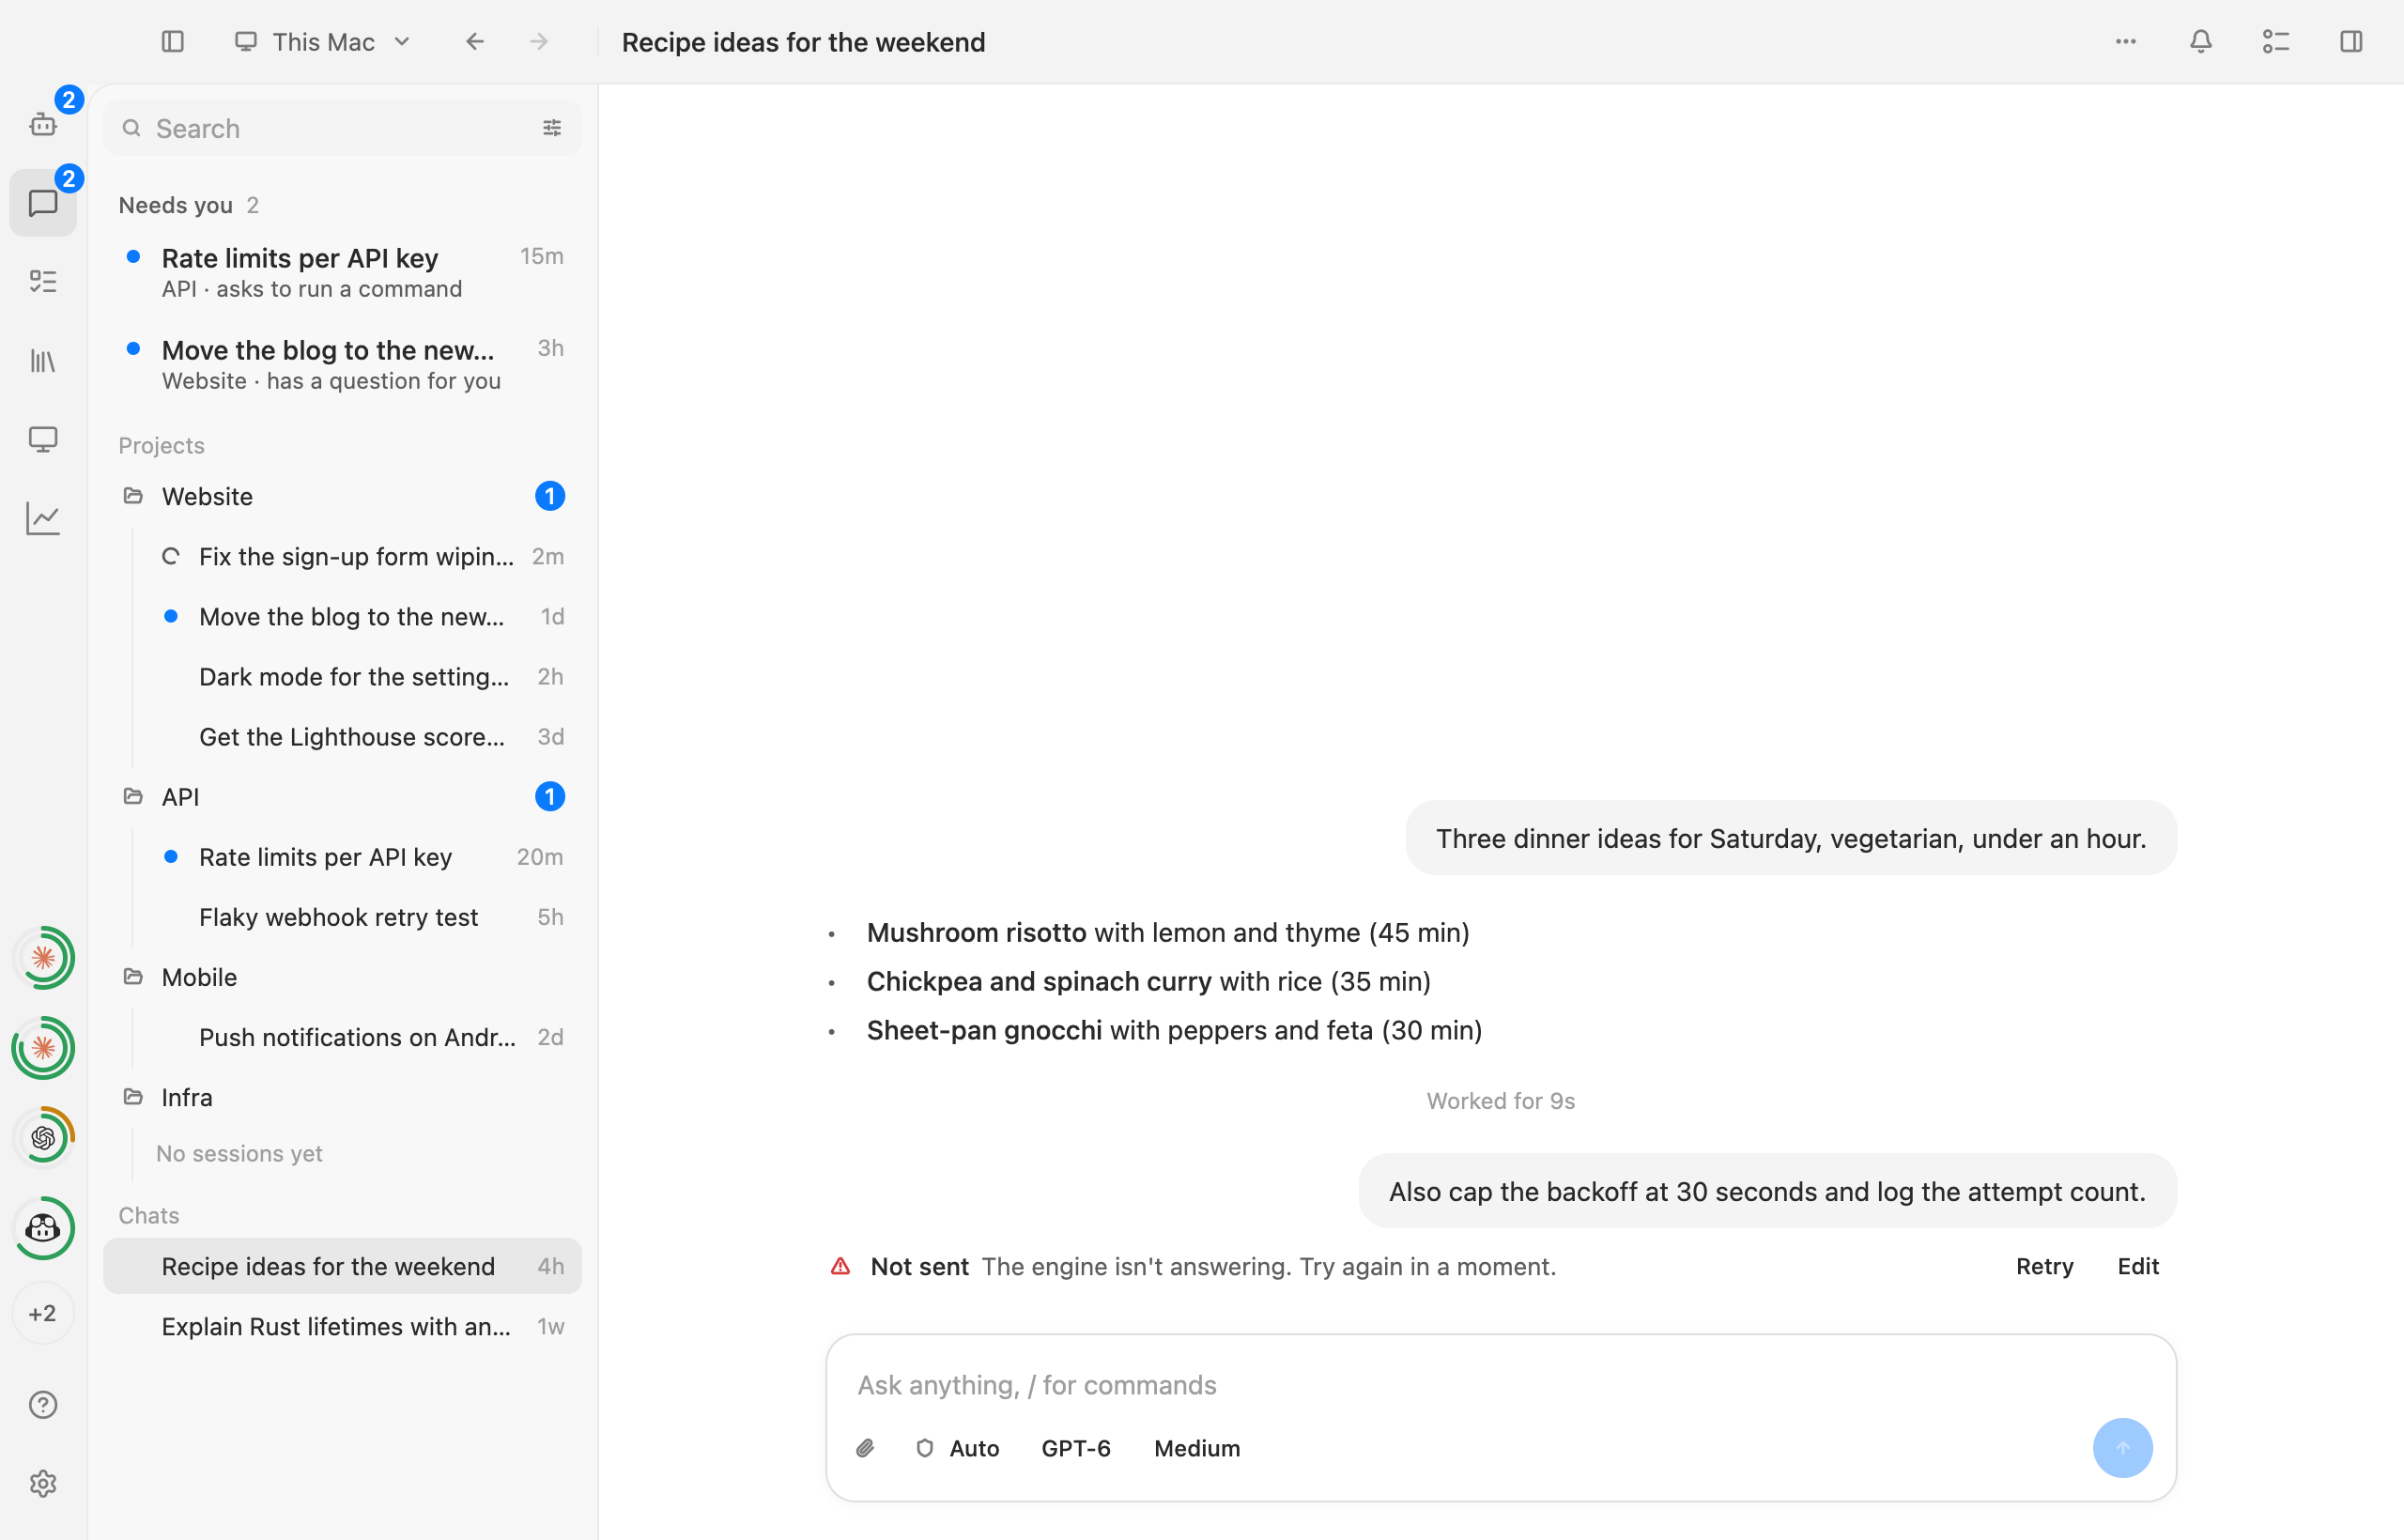 This Mac
Recipe ideas for the weekend
2
2
Search
Needs you 2
Rate limits per API key 15m
API · asks to run a command
Move the blog to the new... 3h
Website · has a question for you
Projects
Website 1
Fix the sign-up form wipin... 2m
Move the blog to the new... 1d
Dark mode for the setting... 2h
Get the Lighthouse score... 3d
API 1
Rate limits per API key 20m
Flaky webhook retry test 5h
Mobile
Push notifications on Andr... 2d
Infra
No sessions yet
Chats
Recipe ideas for the weekend 4h
Explain Rust lifetimes with an... 1w
+2
Three dinner ideas for Saturday, vegetarian, under an hour.
• Mushroom risotto with lemon and thyme (45 min)
• Chickpea and spinach curry with rice (35 min)
• Sheet-pan gnocchi with peppers and feta (30 min)
Worked for 9s
Also cap the backoff at 30 seconds and log the attempt count.
Not sent The engine isn't answering. Try again in a moment. Retry Edit
Ask anything, / for commands
Auto GPT-6 Medium